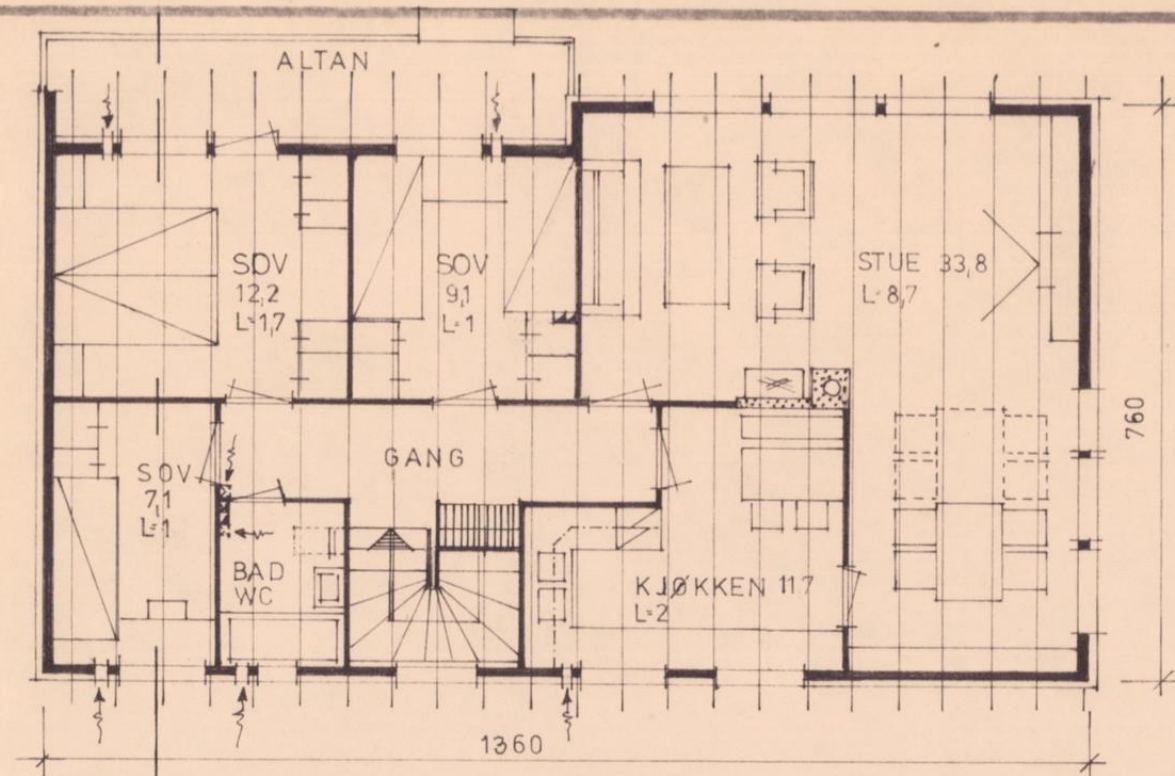 ALTAN
SOV
12,2
L=1,7
SOV
9,1
L=1
STUE 33,8
L=8,7
GANG
SOV
7,1
L=1
BAD
WC
KJØKKEN 11,7
L=2
760
1360